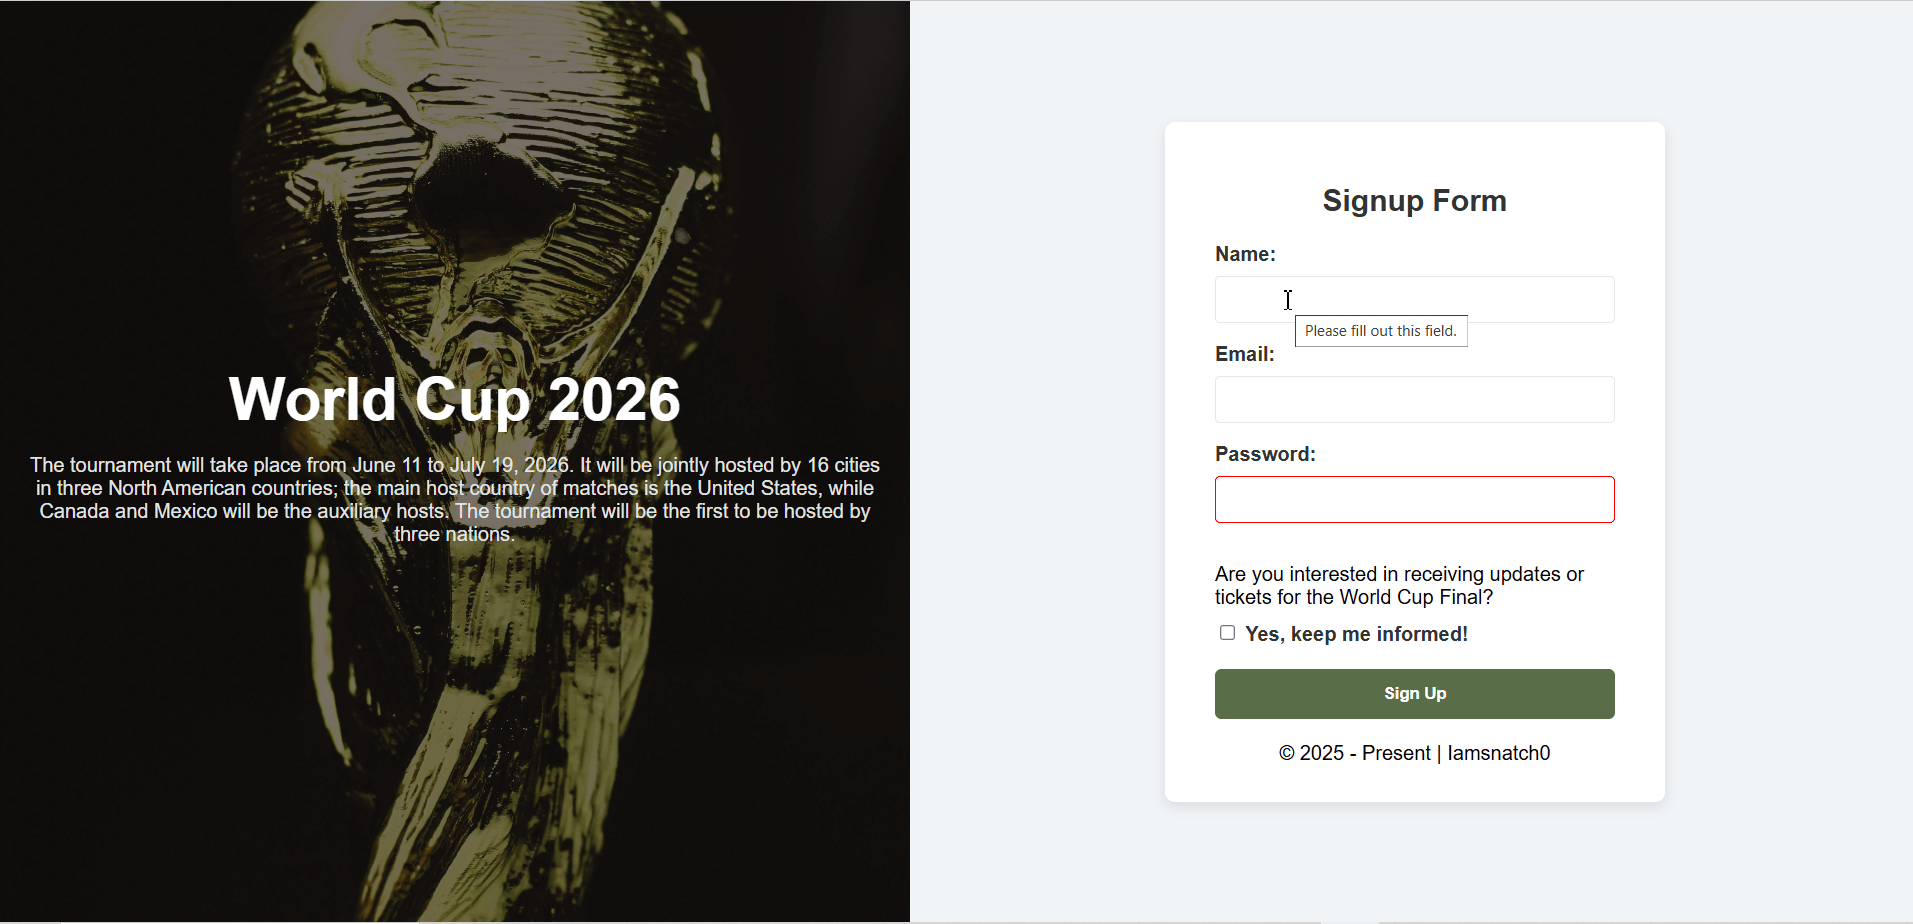 World Cup 2026
The tournament will take place from June 11 to July 19, 2026. It will be jointly hosted by 16 cities
in three North American countries; the main host country of matches is the United States, while
Canada and Mexico will be the auxiliary hosts. The tournament will be the first to be hosted by
three nations.
Signup Form
Name:
Please fill out this field.
Email:
Password:
Are you interested in receiving updates or
tickets for the World Cup Final?
Yes, keep me informed!
Sign Up
© 2025 - Present | Iamsnatch0